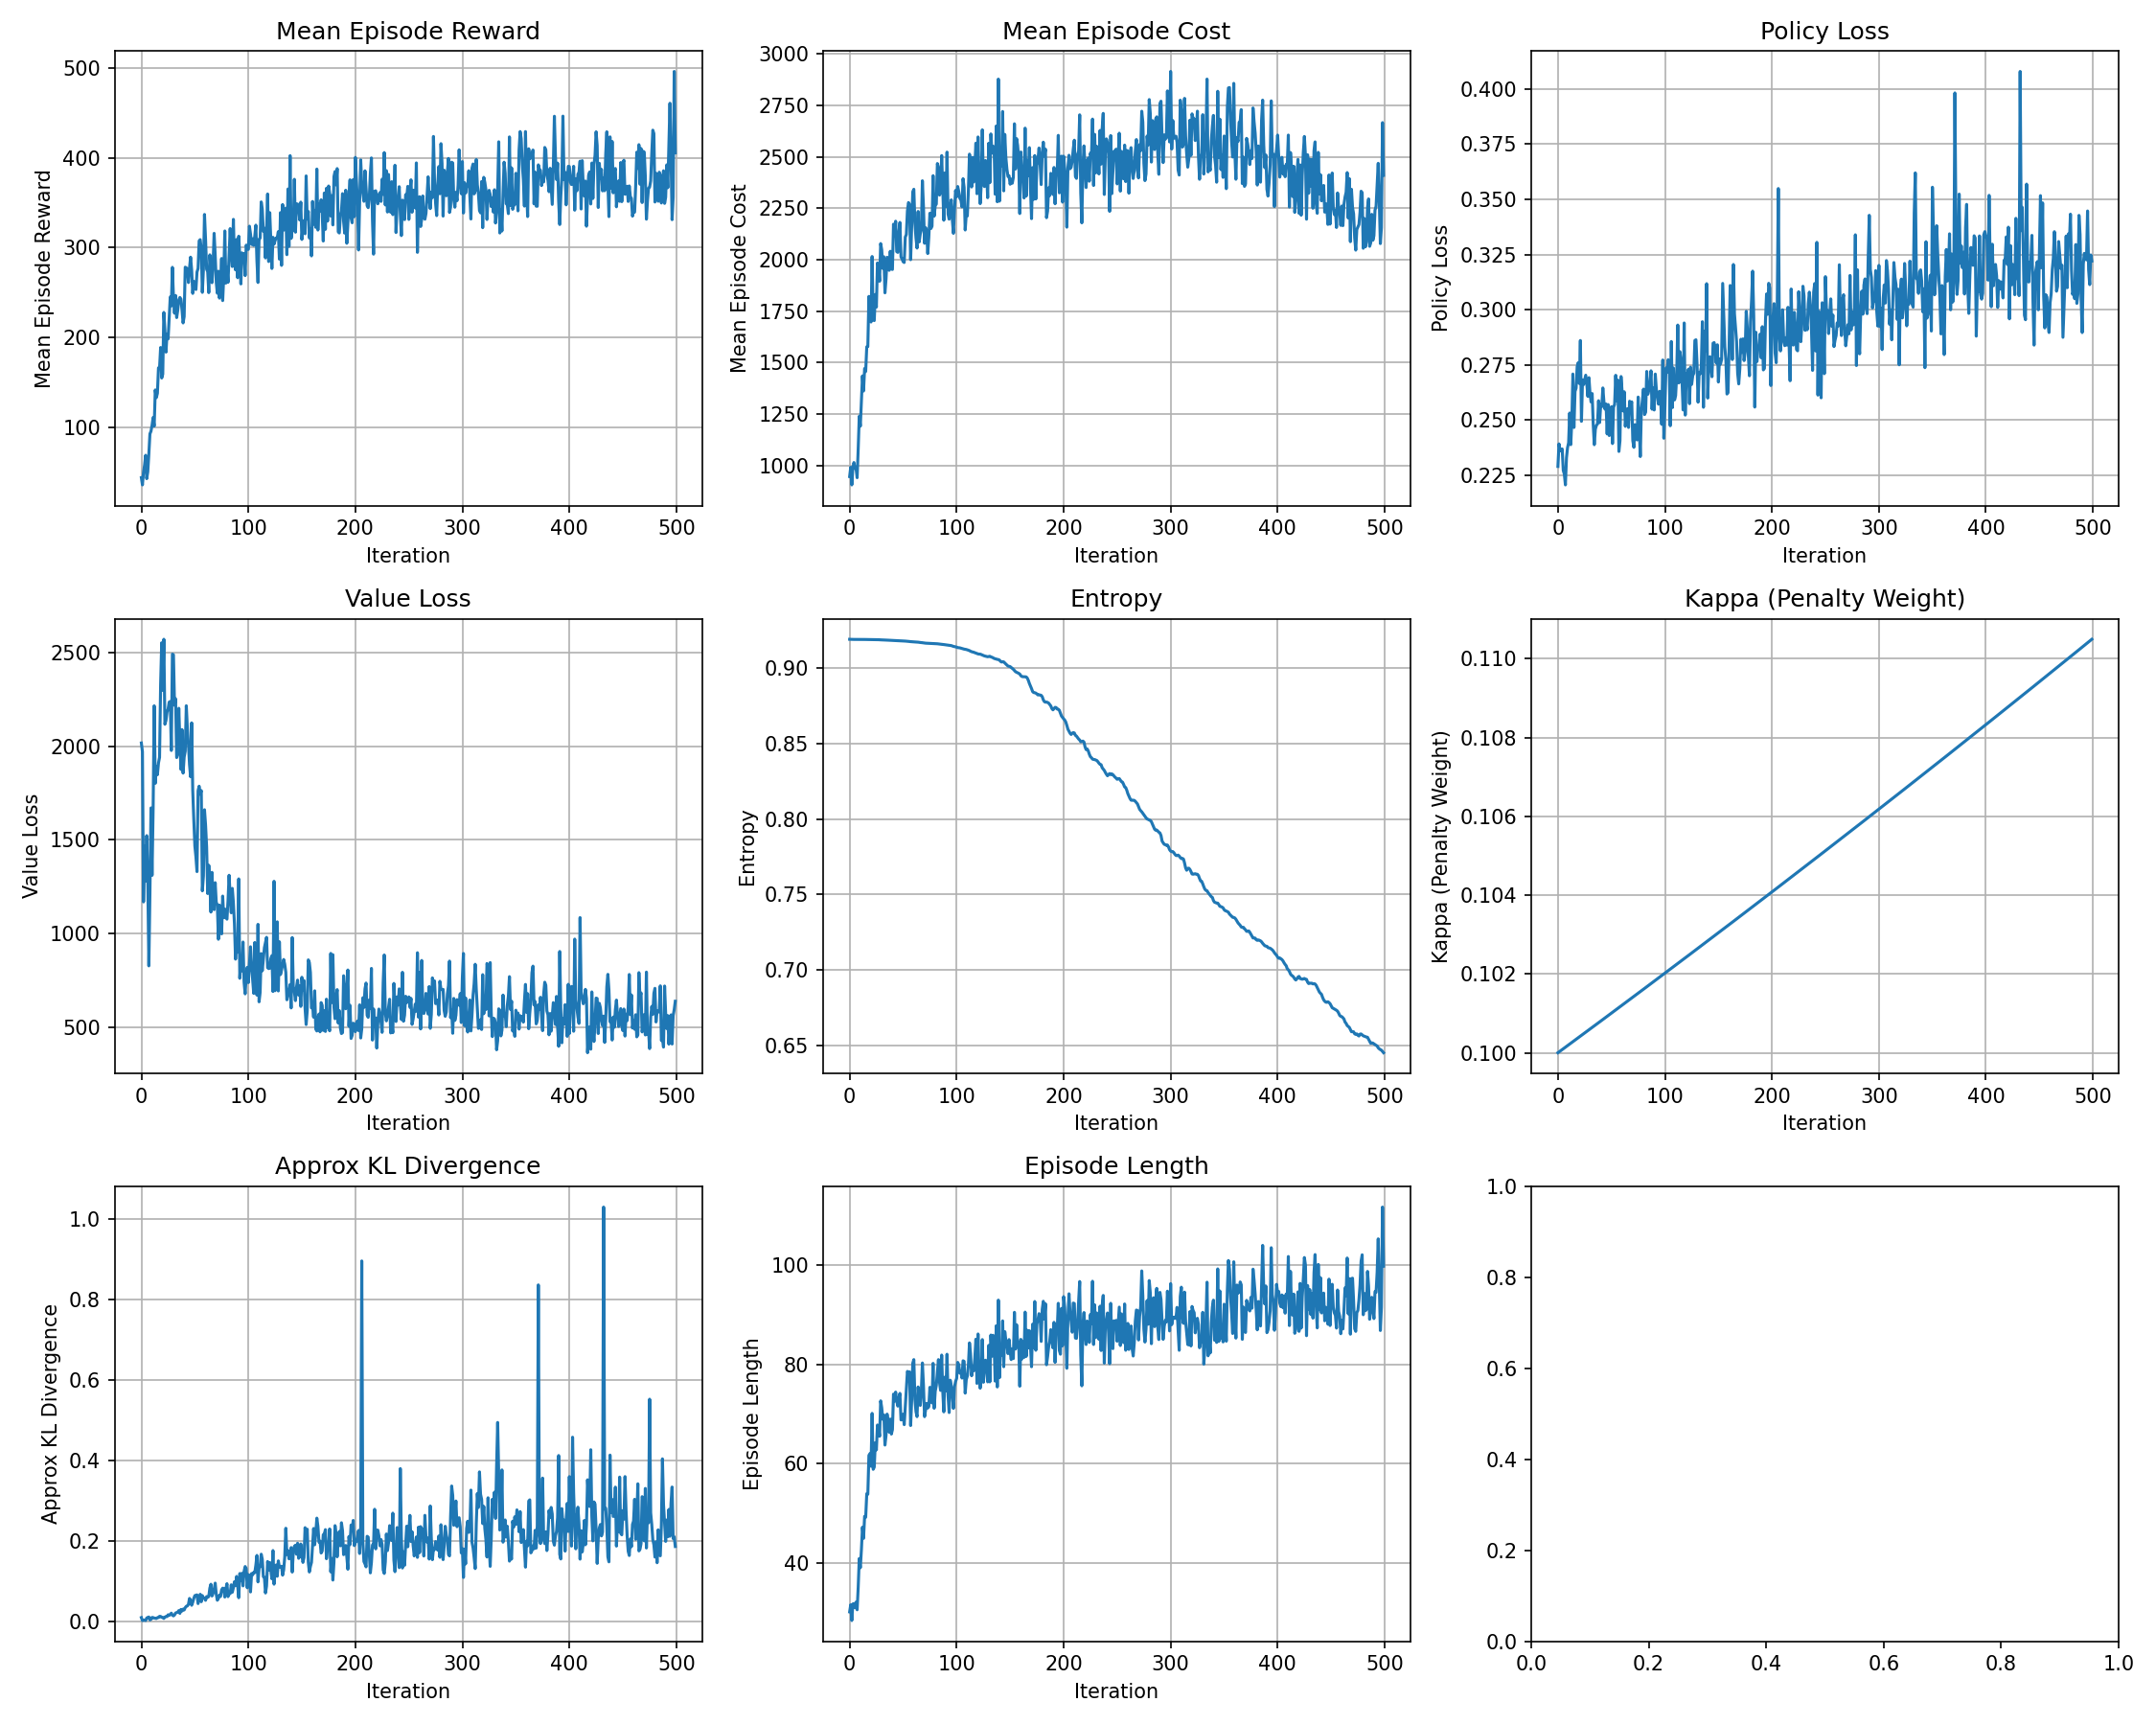 Mean Episode Reward
Mean Episode Reward
500
400
300
200
100
0 100 200 300 400 500
Iteration
Mean Episode Cost
Mean Episode Cost
3000
2750
2500
2250
2000
1750
1500
1250
1000
0 100 200 300 400 500
Iteration
Policy Loss
Policy Loss
0.400
0.375
0.350
0.325
0.300
0.275
0.250
0.225
0 100 200 300 400 500
Iteration
Value Loss
Value Loss
2500
2000
1500
1000
500
0 100 200 300 400 500
Iteration
Entropy
Entropy
0.90
0.85
0.80
0.75
0.70
0.65
0 100 200 300 400 500
Iteration
Kappa (Penalty Weight)
Kappa (Penalty Weight)
0.110
0.108
0.106
0.104
0.102
0.100
0 100 200 300 400 500
Iteration
Approx KL Divergence
Approx KL Divergence
1.0
0.8
0.6
0.4
0.2
0.0
0 100 200 300 400 500
Iteration
Episode Length
Episode Length
100
80
60
40
0 100 200 300 400 500
Iteration
1.0
0.8
0.6
0.4
0.2
0.0
0.0 0.2 0.4 0.6 0.8 1.0